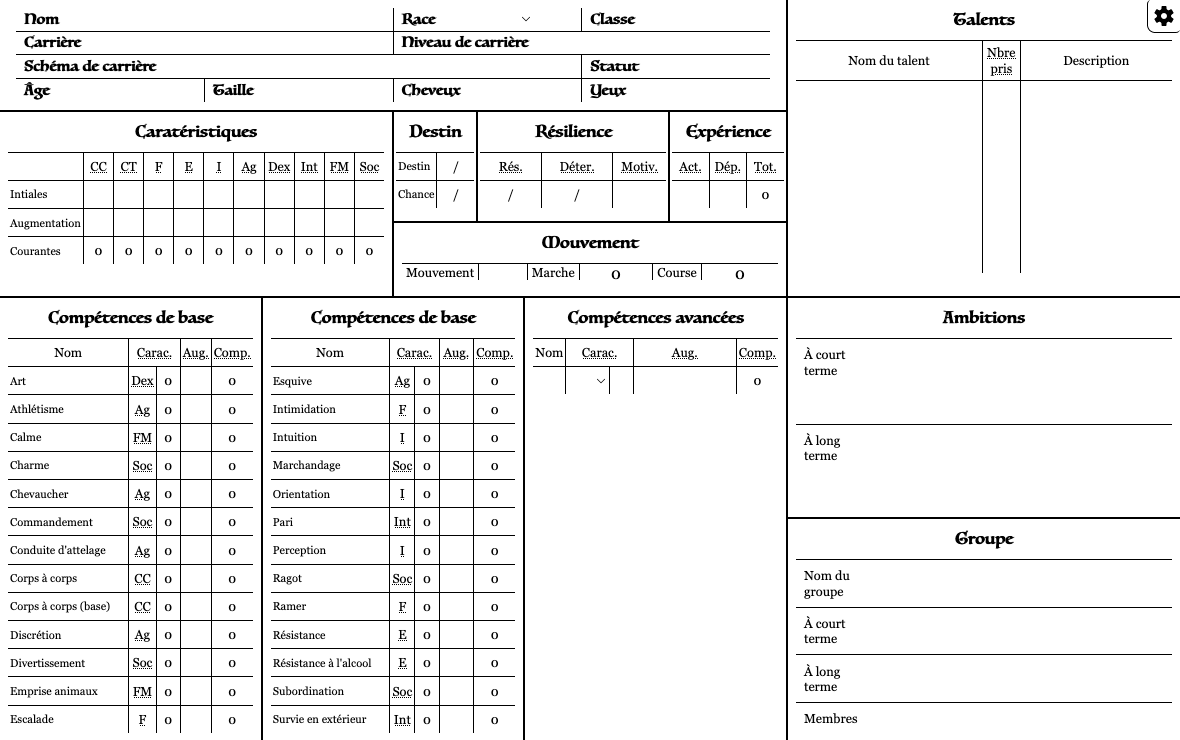 Nom Race Classe
Carrière Niveau de carrière
Schéma de carrière Statut
Âge Taille Cheveux Yeux
Caratéristiques
CC CT F E I Ag Dex Int FM Soc
Intiales
Augmentation
Courantes 0 0 0 0 0 0 0 0 0 0
Destin
Destin /
Chance /
Résilience
Rés. Déter. Motiv.
/ /
Expérience
Act. Dép. Tot.
0
Mouvement
Mouvement Marche 0 Course 0
Talents
Nom du talent Nbre pris Description
Compétences de base
Nom Carac. Aug. Comp.
Art Dex 0 0
Athlétisme Ag 0 0
Calme FM 0 0
Charme Soc 0 0
Chevaucher Ag 0 0
Commandement Soc 0 0
Conduite d'attelage Ag 0 0
Corps à corps CC 0 0
Corps à corps (base) CC 0 0
Discrétion Ag 0 0
Divertissement Soc 0 0
Emprise animaux FM 0 0
Escalade F 0 0
Compétences de base
Nom Carac. Aug. Comp.
Esquive Ag 0 0
Intimidation F 0 0
Intuition I 0 0
Marchandage Soc 0 0
Orientation I 0 0
Pari Int 0 0
Perception I 0 0
Ragot Soc 0 0
Ramer F 0 0
Résistance E 0 0
Résistance à l'alcool E 0 0
Subordination Soc 0 0
Survie en extérieur Int 0 0
Compétences avancées
Nom Carac. Aug. Comp.
0
Ambitions
À court
terme
À long
terme
Groupe
Nom du
groupe
À court
terme
À long
terme
Membres